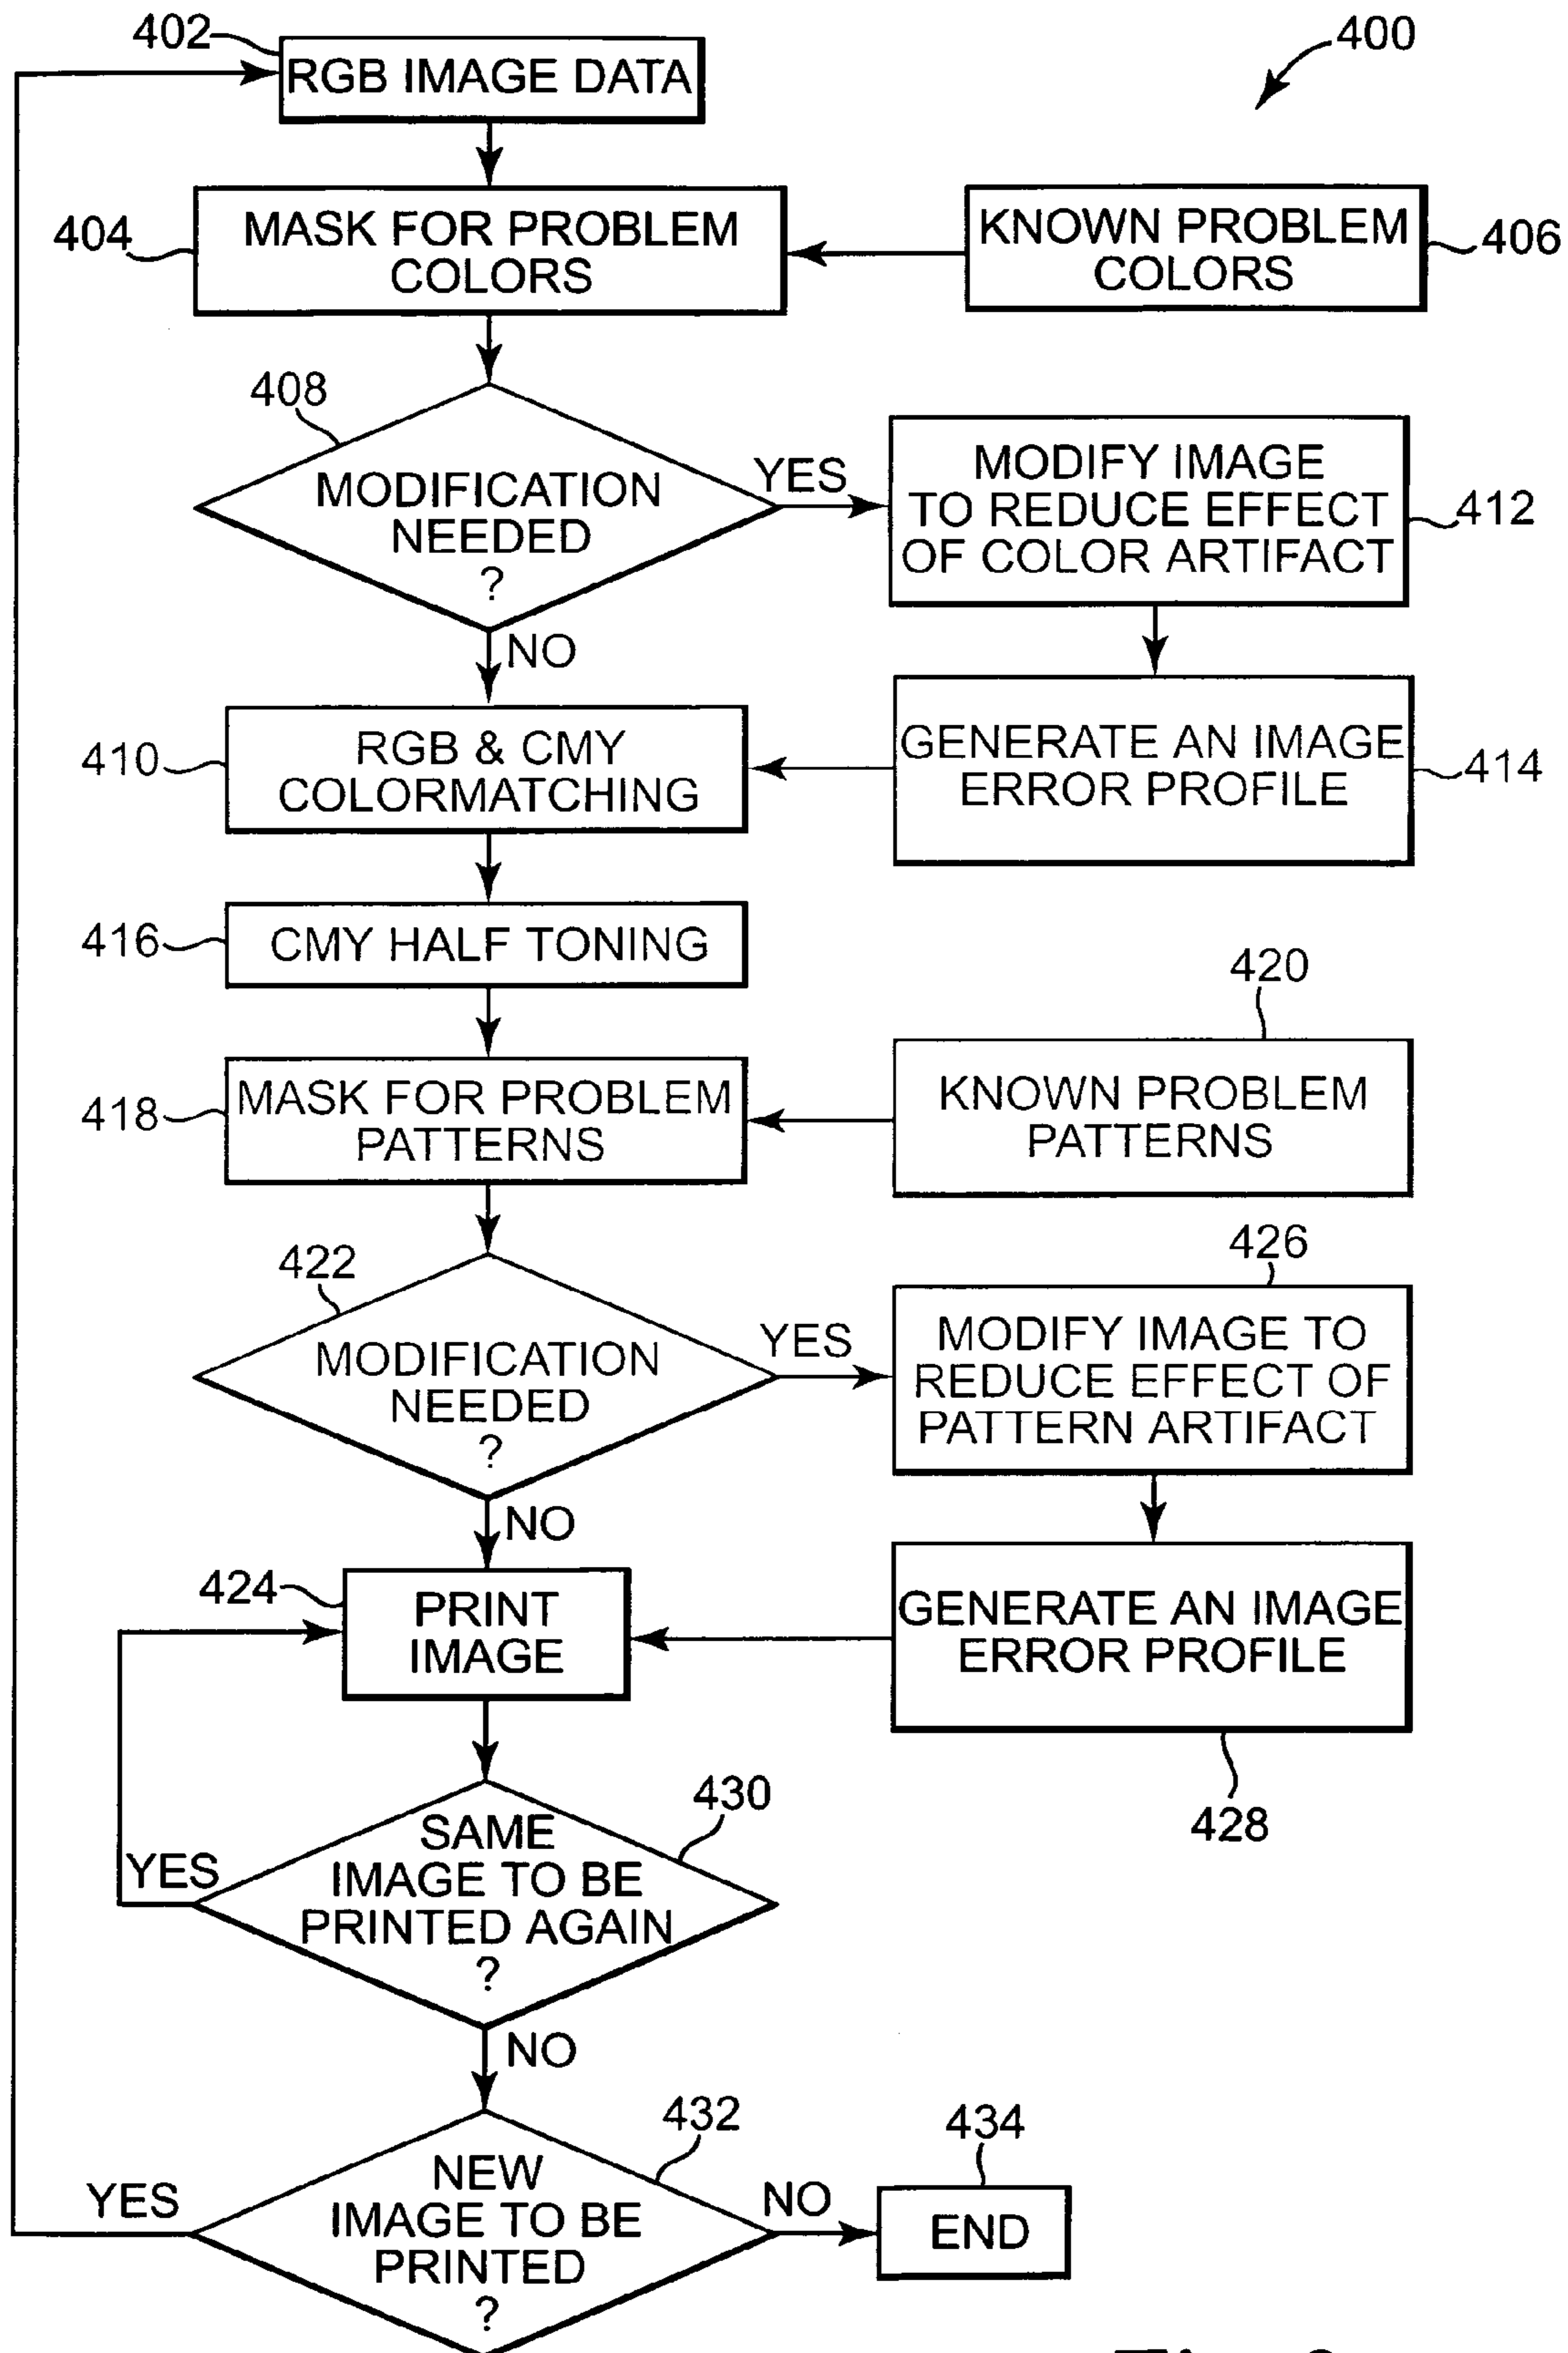 402
RGB IMAGE DATA
400
404
MASK FOR PROBLEM
COLORS
KNOWN PROBLEM
COLORS
406
408
MODIFICATION
NEEDED
?
YES
MODIFY IMAGE
TO REDUCE EFFECT
OF COLOR ARTIFACT
412
NO
410
RGB & CMY
COLORMATCHING
GENERATE AN IMAGE
ERROR PROFILE
414
416
CMY HALF TONING
420
418
MASK FOR PROBLEM
PATTERNS
KNOWN PROBLEM
PATTERNS
422
MODIFICATION
NEEDED
?
YES
426
MODIFY IMAGE TO
REDUCE EFFECT OF
PATTERN ARTIFACT
NO
424
PRINT
IMAGE
GENERATE AN IMAGE
ERROR PROFILE
428
430
SAME
IMAGE TO BE
PRINTED AGAIN
?
YES
NO
432
NEW
IMAGE TO BE
PRINTED
?
YES
NO
434
END